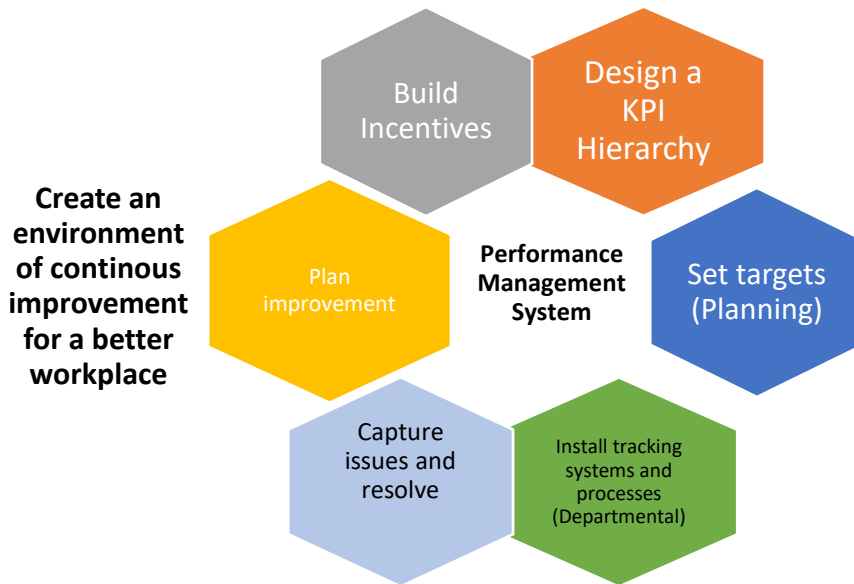 Build
Incentives
Design a
KPI
Hierarchy
Create an
environment
of continous
improvement
for a better
workplace
Plan
improvement
Performance
Management
System
Set targets
(Planning)
Capture
issues and
resolve
Install tracking
systems and
processes
(Departmental)